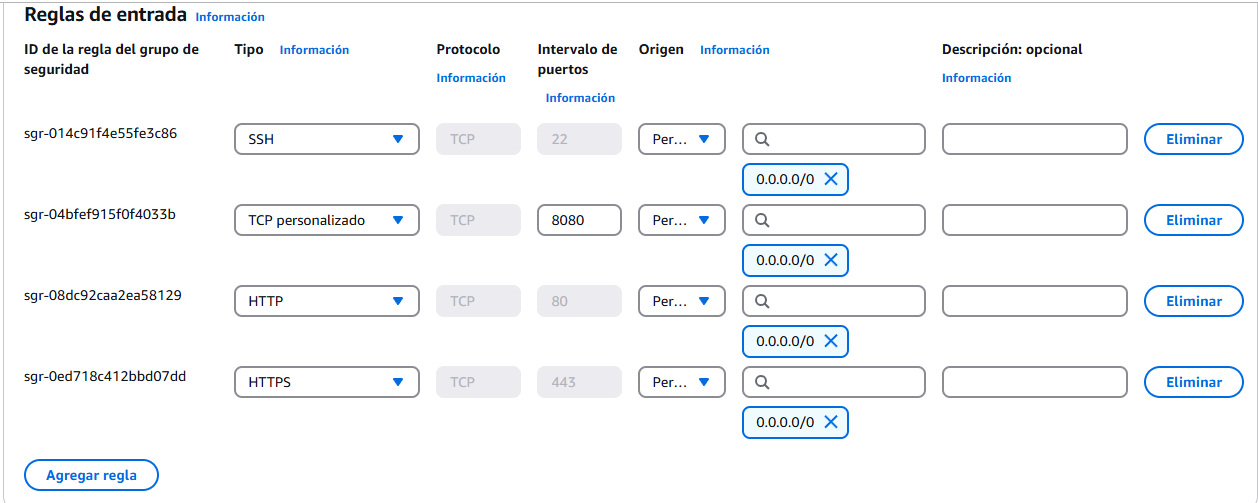 Reglas de entrada Información
ID de la regla del grupo de seguridad
Tipo Información
Protocolo Información
Intervalo de puertos Información
Origen Información
Descripción: opcional Información
sgr-014c91f4e55fe3c86 SSH TCP 22 Per... Eliminar
0.0.0.0/0
sgr-04bfef915f0f4033b TCP personalizado TCP 8080 Per... Eliminar
0.0.0.0/0
sgr-08dc92caa2ea58129 HTTP TCP 80 Per... Eliminar
0.0.0.0/0
sgr-0ed718c412bbd07dd HTTPS TCP 443 Per... Eliminar
0.0.0.0/0
Agregar regla